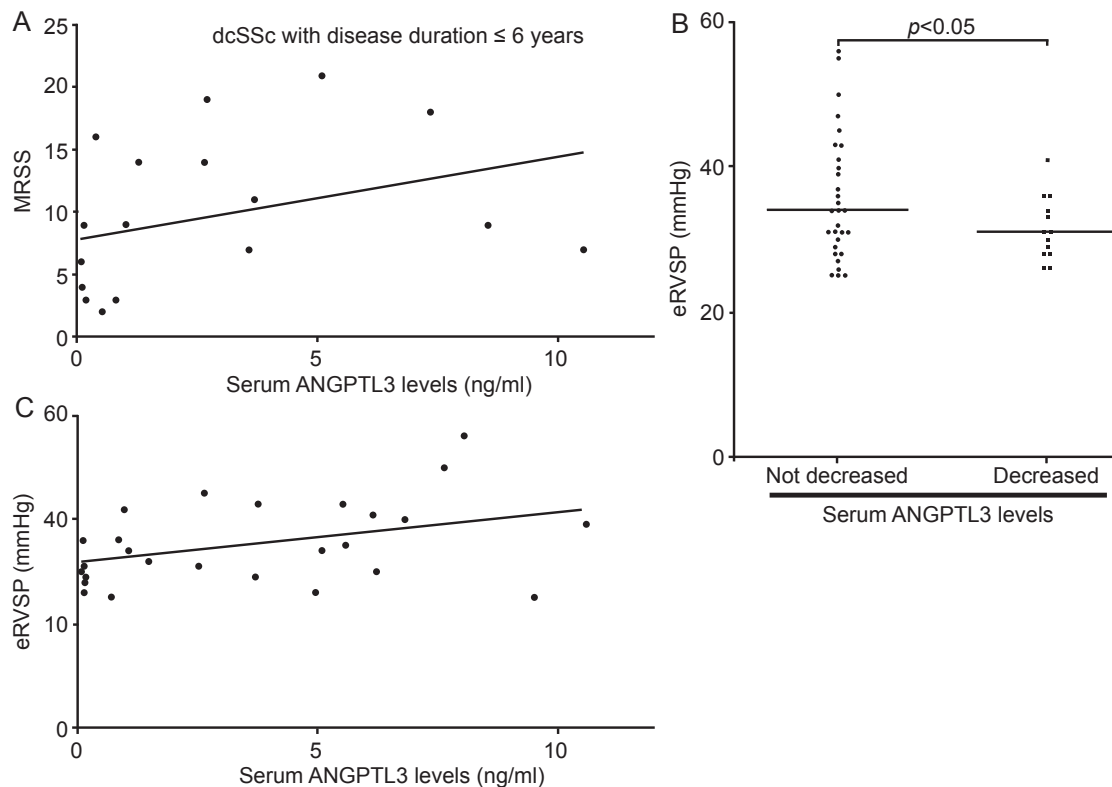 A
dcSSc with disease duration ≤ 6 years
25
20
15
10
5
0
MRSS
0 5 10
Serum ANGPTL3 levels (ng/ml)
B
p<0.05
60
40
20
0
eRVSP (mmHg)
Not decreased Decreased
Serum ANGPTL3 levels
C
60
40
10
0
eRVSP (mmHg)
0 5 10
Serum ANGPTL3 levels (ng/ml)